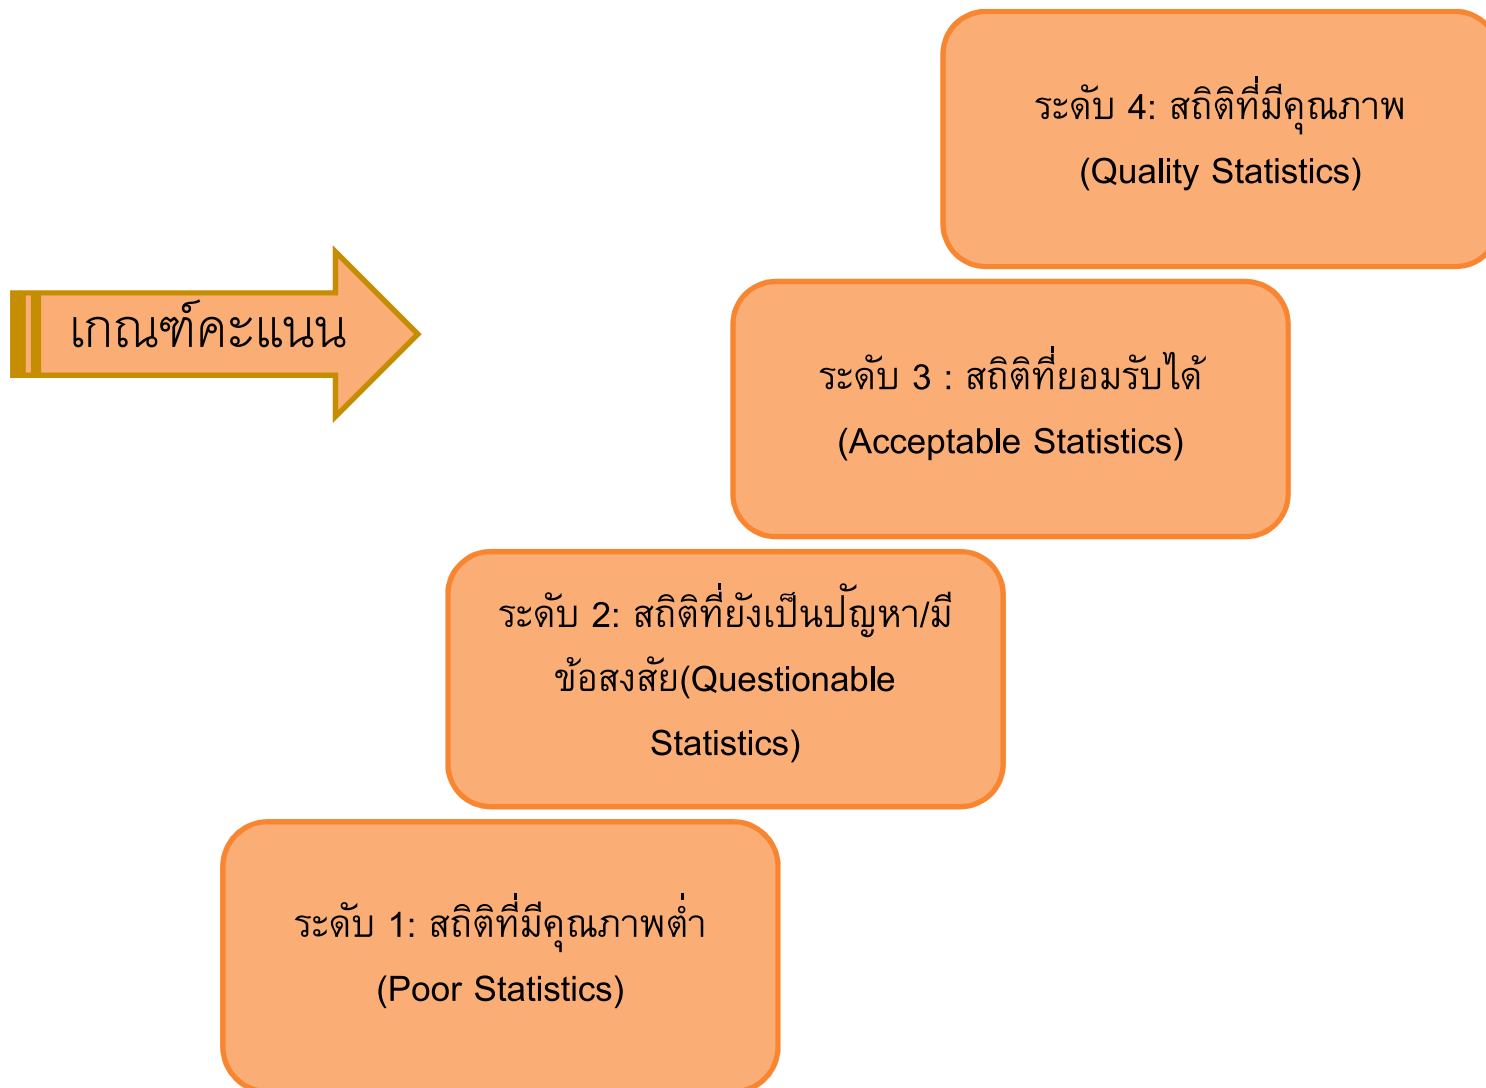 ระดับ 4: สถิติที่มีคุณภาพ
(Quality Statistics)
เกณฑ์คะแนน
ระดับ 3 : สถิติที่ยอมรับได้
(Acceptable Statistics)
ระดับ 2: สถิติที่ยังเป็นปัญหา/มี
ข้อสงสัย(Questionable
Statistics)
ระดับ 1: สถิติที่มีคุณภาพต่ำ
(Poor Statistics)